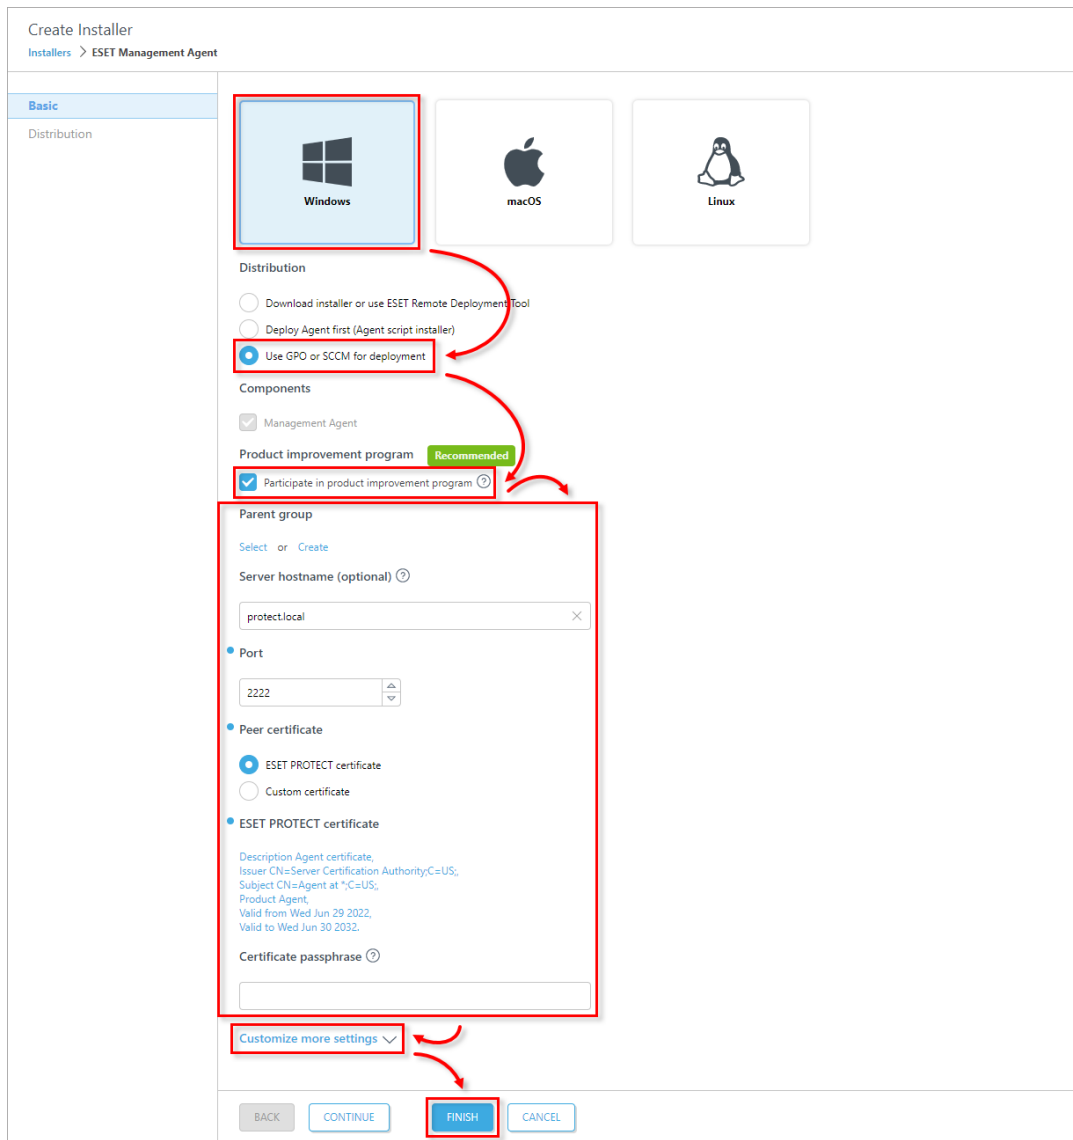 Create Installer
Installers > ESET Management Agent
Basic
Distribution
Windows
macOS
Linux
Distribution
Download installer or use ESET Remote Deployment Tool
Deploy Agent first (Agent script installer)
Use GPO or SCCM for deployment
Components
Management Agent
Product improvement program Recommended
Participate in product improvement program ?
Parent group
Select or Create
Server hostname (optional) ?
protect.local
Port
2222
Peer certificate
ESET PROTECT certificate
Custom certificate
ESET PROTECT certificate
Description Agent certificate,
Issuer CN=Server Certification Authority;C=US;,
Subject CN=Agent at *;C=US;,
Product Agent,
Valid from Wed Jun 29 2022,
Valid to Wed Jun 30 2032.
Certificate passphrase ?
Customize more settings
BACK CONTINUE FINISH CANCEL